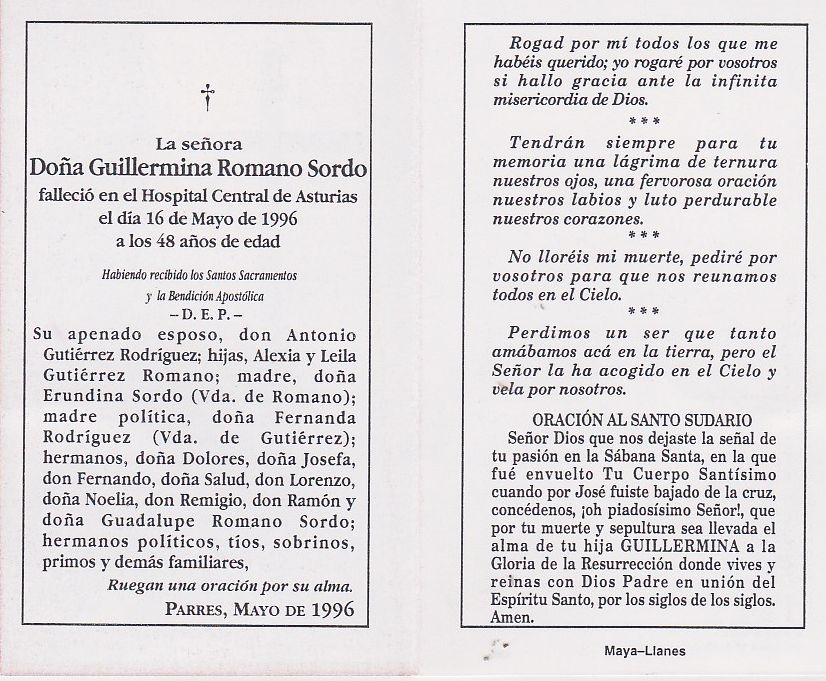 La señora
Doña Guillermina Romano Sordo
falleció en el Hospital Central de Asturias
el día 16 de Mayo de 1996
a los 48 años de edad
Habiendo recibido los Santos Sacramentos
y la Bendición Apostólica
– D. E. P. –
Su apenado esposo, don Antonio
Gutiérrez Rodríguez; hijas, Alexia y Leila
Gutiérrez Romano; madre, doña
Erundina Sordo (Vda. de Romano);
madre política, doña Fernanda
Rodríguez (Vda. de Gutiérrez);
hermanos, doña Dolores, doña Josefa,
don Fernando, doña Salud, don Lorenzo,
doña Noelia, don Remigio, don Ramón y
doña Guadalupe Romano Sordo;
hermanos políticos, tíos, sobrinos,
primos y demás familiares,
Ruegan una oración por su alma.
PARRES, MAYO DE 1996
Rogad por mí todos los que me
habéis querido; yo rogaré por vosotros
si hallo gracia ante la infinita
misericordia de Dios.
* * *
Tendrán siempre para tu
memoria una lágrima de ternura
nuestros ojos, una fervorosa oración
nuestros labios y luto perdurable
nuestros corazones.
* * *
No lloréis mi muerte, pediré por
vosotros para que nos reunamos
todos en el Cielo.
* * *
Perdimos un ser que tanto
amábamos acá en la tierra, pero el
Señor la ha acogido en el Cielo y
vela por nosotros.
ORACIÓN AL SANTO SUDARIO
Señor Dios que nos dejaste la señal de
tu pasión en la Sábana Santa, en la que
fué envuelto Tu Cuerpo Santísimo
cuando por José fuiste bajado de la cruz,
concédenos, ¡oh piadosísimo Señor!, que
por tu muerte y sepultura sea llevada el
alma de tu hija GUILLERMINA a la
Gloria de la Resurrección donde vives y
reinas con Dios Padre en unión del
Espíritu Santo, por los siglos de los siglos.
Amen.
Maya–Llanes